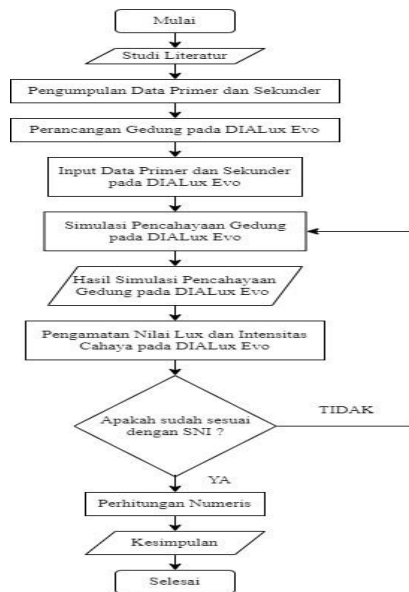 Mulai
Studi Literatur
Pengumpulan Data Primer dan Sekunder
Perancangan Gedung pada DIALux Evo
Input Data Primer dan Sekunder
pada DIALux Evo
Simulasi Pencahayaan Gedung
pada DIALux Evo
Hasil Simulasi Pencahayaan
Gedung pada DIALux Evo
Pengamatan Nilai Lux dan Intensitas
Cahaya pada DIALux Evo
Apakah sudah sesuai
dengan SNI ?
TIDAK
YA
Perhitungan Numeris
Kesimpulan
Selesai